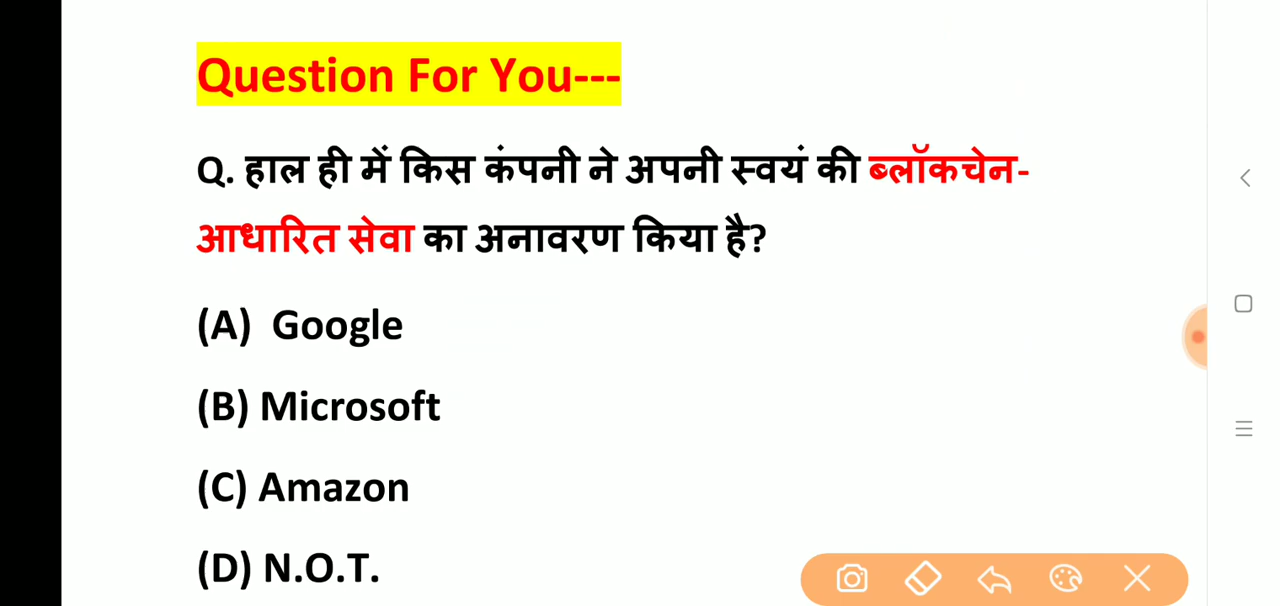 Question For You---
Q. हाल ही में किस कंपनी ने अपनी स्वयं की ब्लॉकचेन-
आधारित सेवा का अनावरण किया है?
(A) Google
(B) Microsoft
(C) Amazon
(D) N.O.T.